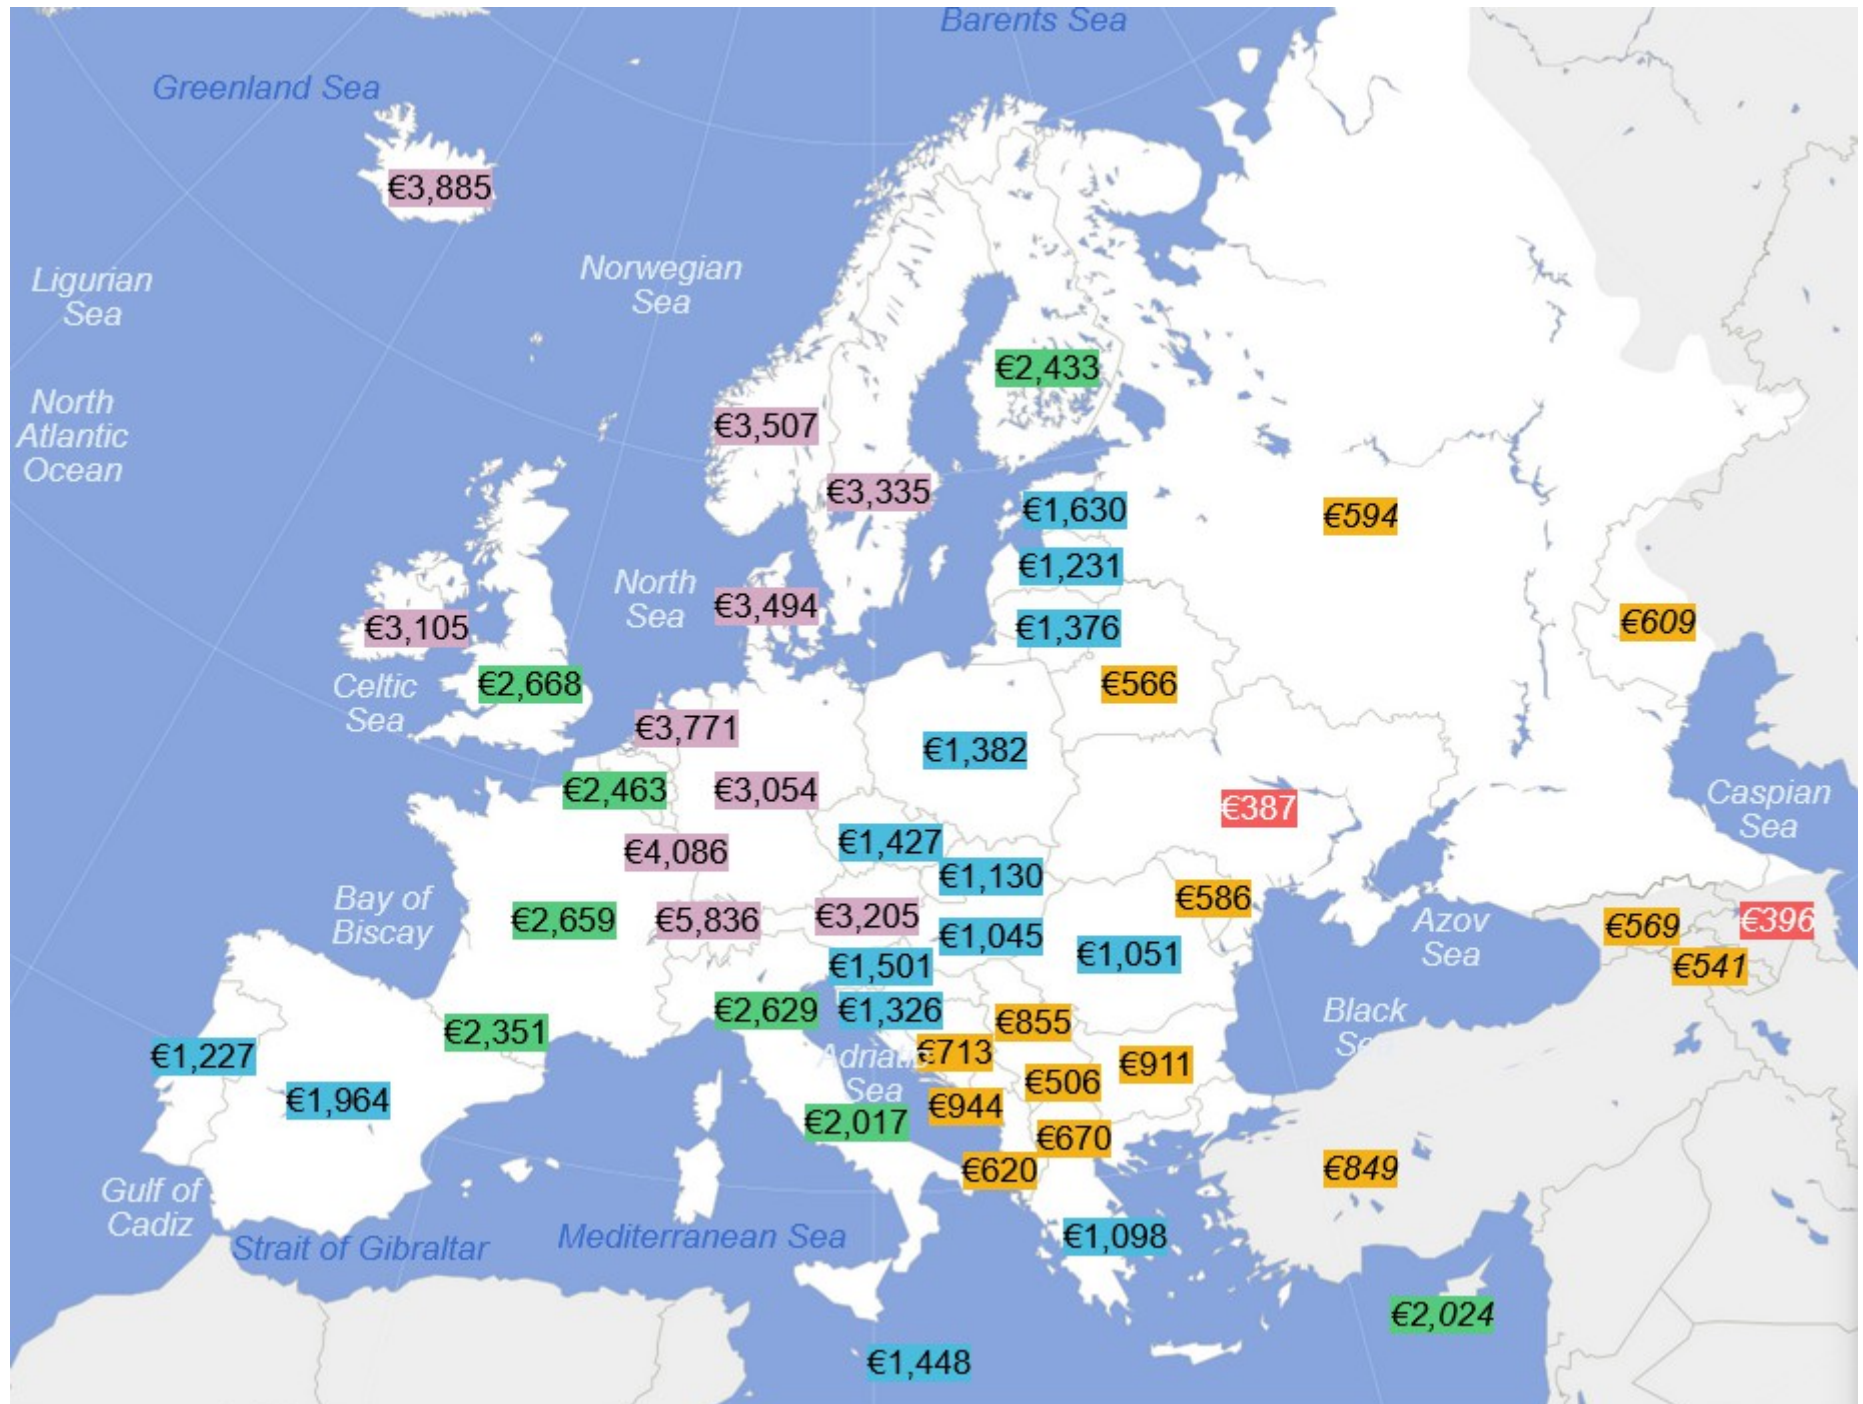 Barents Sea
Greenland Sea
€3,885
Norwegian
Sea
Ligurian
Sea
€2,433
North
Atlantic
Ocean
€3,507
€3,335
€1,630
€594
€1,231
North
Sea
€3,494
€3,105
€1,376
€609
Celtic
Sea
€2,668
€566
€3,771
€1,382
€2,463
€3,054
€387
Caspian
Sea
€1,427
€4,086
€1,130
Bay of
Biscay
€2,659
€5,836
€3,205
€586
€1,045
€1,051
Azov
Sea
€569
€396
€541
€1,501
€2,629
€1,326
€855
Black
€2,351
€1,227
€713
€911
Sea
€506
€1,964
€944
€2,017
€670
€620
€849
Gulf of
Cadiz
Strait of Gibraltar
Mediterranean Sea
€1,098
€2,024
€1,448